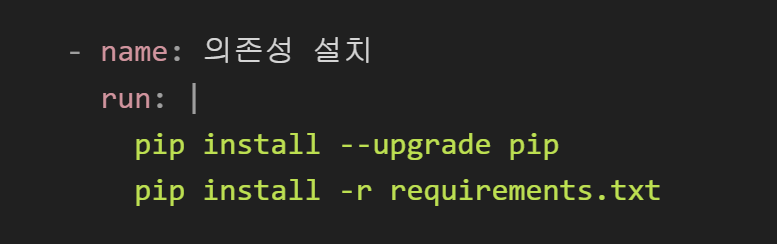 - name: 의존성 설치
run: |
pip install --upgrade pip
pip install -r requirements.txt